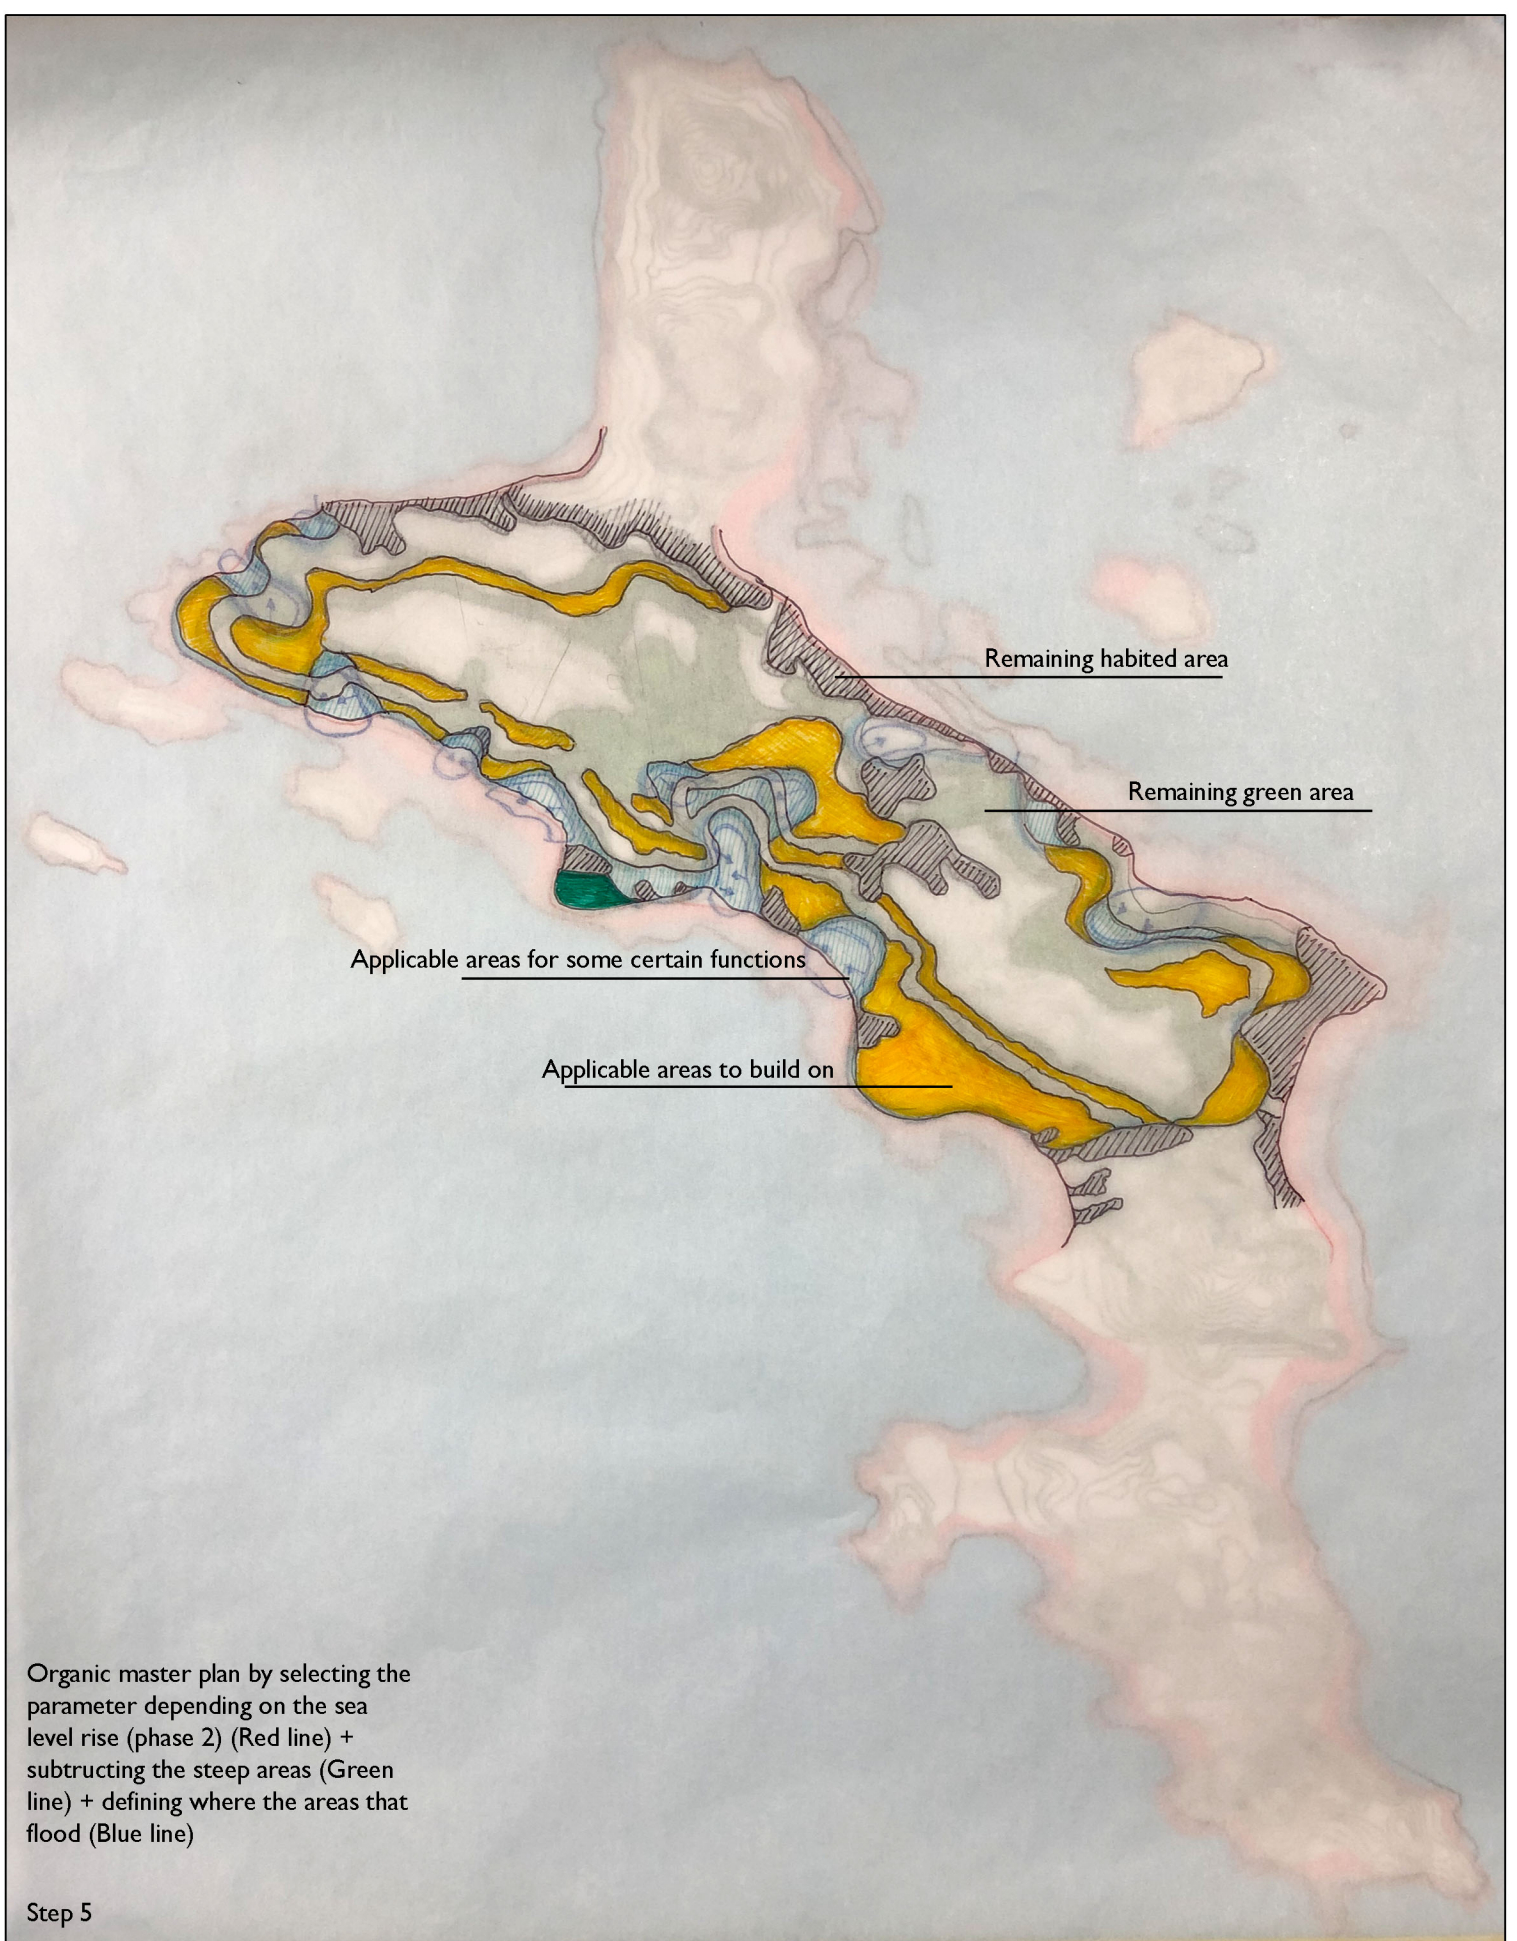 Remaining habited area
Remaining green area
Applicable areas for some certain functions
Applicable areas to build on
Organic master plan by selecting the
parameter depending on the sea
level rise (phase 2) (Red line) +
subtructing the steep areas (Green
line) + defining where the areas that
flood (Blue line)
Step 5